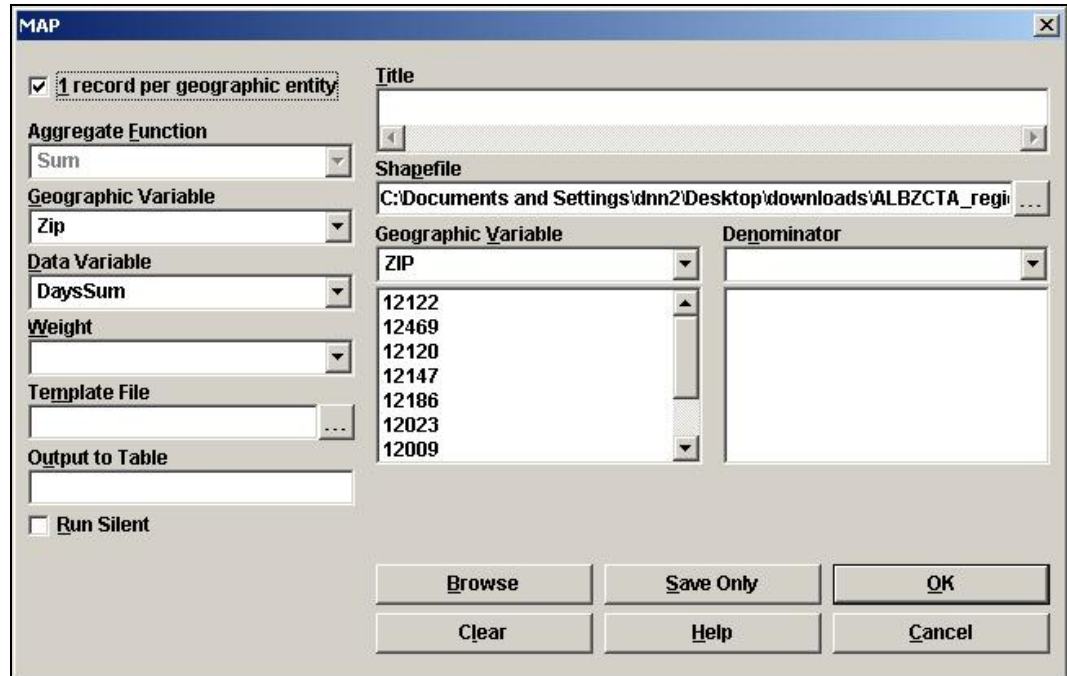 MAP
1 record per geographic entity
Aggregate Function
Sum
Geographic Variable
Zip
Data Variable
DaysSum
Weight
Template File
...
Output to Table
Run Silent
Title
Shapefile
C:\Documents and Settings\dnn2\Desktop\downloads\ALBZCTA_regi
...
Geographic Variable
ZIP
12122
12469
12120
12147
12186
12023
12009
Denominator
Browse
Save Only
OK
Clear
Help
Cancel